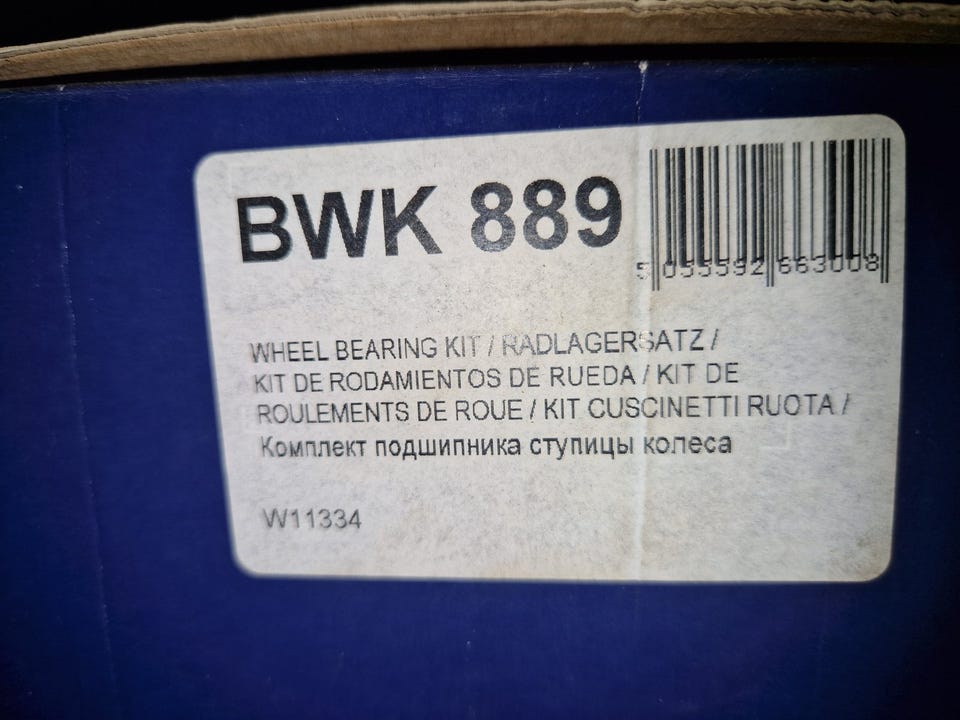 BWK 889
5 055592 663008
WHEEL BEARING KIT / RADLAGERSATZ /
KIT DE RODAMIENTOS DE RUEDA / KIT DE
ROULEMENTS DE ROUE / KIT CUSCINETTI RUOTA /
Комплект подшипника ступицы колеса
W11334